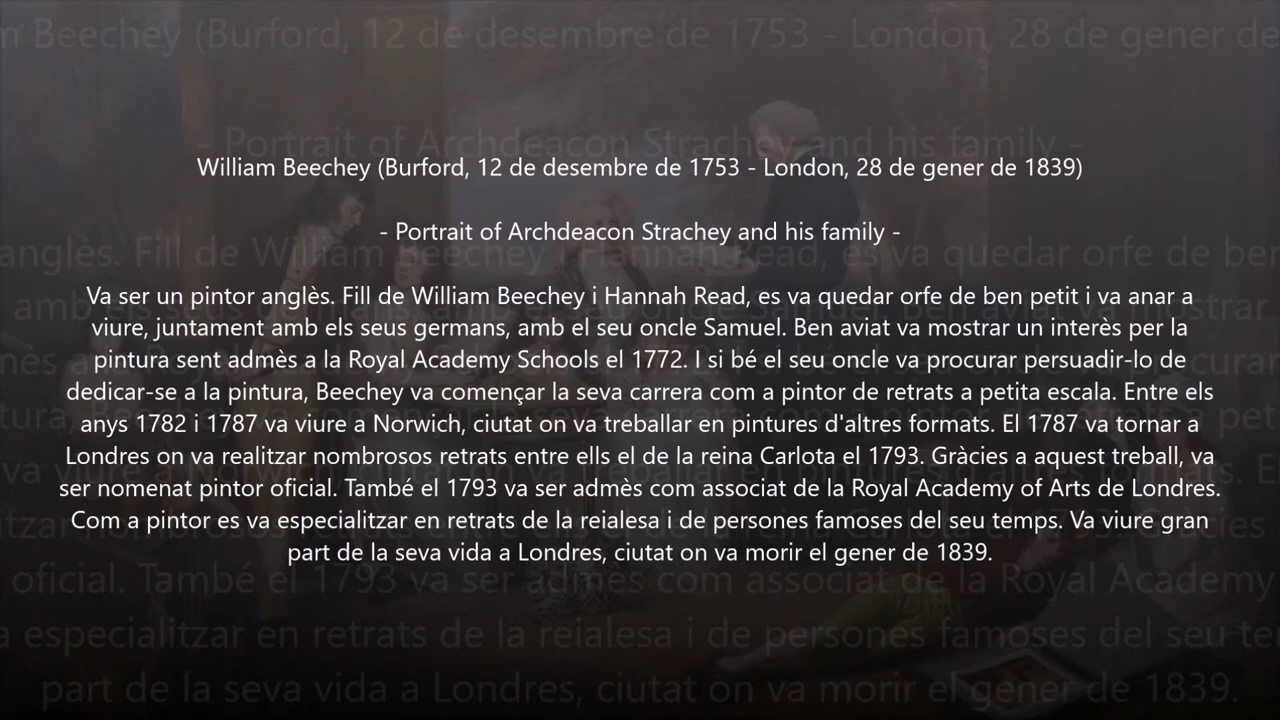 William Beechey (Burford, 12 de desembre de 1753 - London, 28 de gener de 1839)
- Portrait of Archdeacon Strachey and his family -
Va ser un pintor anglès. Fill de William Beechey i Hannah Read, es va quedar orfe de ben petit i va anar a
viure, juntament amb els seus germans, amb el seu oncle Samuel. Ben aviat va mostrar un interès per la
pintura sent admès a la Royal Academy Schools el 1772. I si bé el seu oncle va procurar persuadir-lo de
dedicar-se a la pintura, Beechey va començar la seva carrera com a pintor de retrats a petita escala. Entre els
anys 1782 i 1787 va viure a Norwich, ciutat on va treballar en pintures d'altres formats. El 1787 va tornar a
Londres on va realitzar nombrosos retrats entre ells el de la reina Carlota el 1793. Gràcies a aquest treball, va
ser nomenat pintor oficial. També el 1793 va ser admès com associat de la Royal Academy of Arts de Londres.
Com a pintor es va especialitzar en retrats de la reialesa i de persones famoses del seu temps. Va viure gran
part de la seva vida a Londres, ciutat on va morir el gener de 1839.